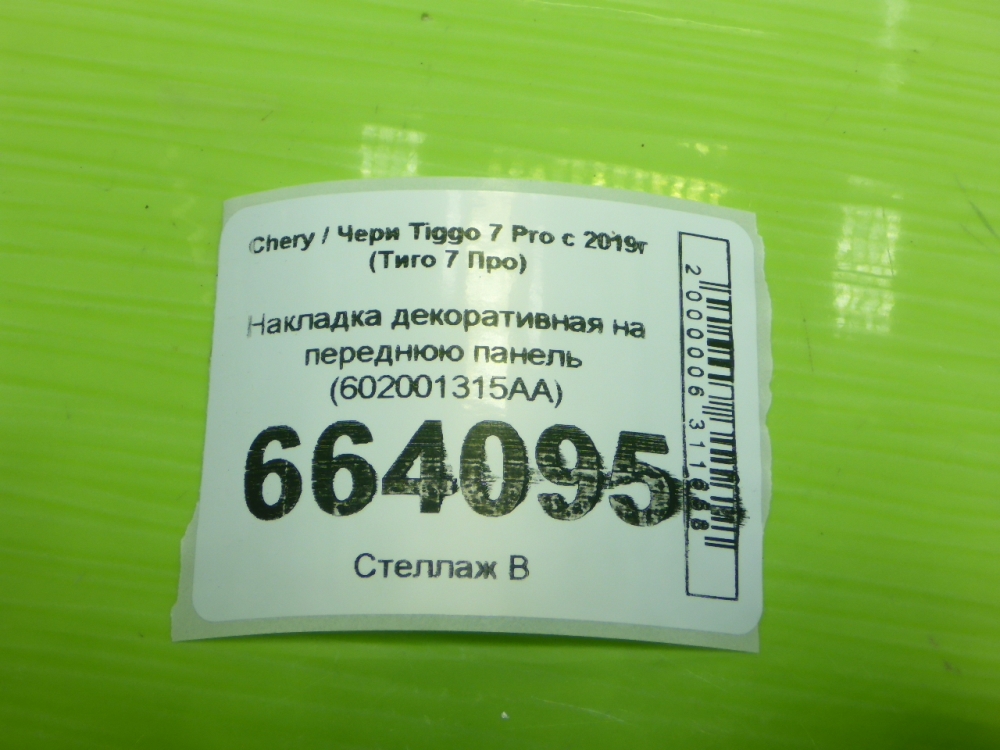 Chery / Чери Tiggo 7 Pro с 2019г
(Тиго 7 Про)
Накладка декоративная на
переднюю панель
(602001315AA)
664095
Стеллаж B